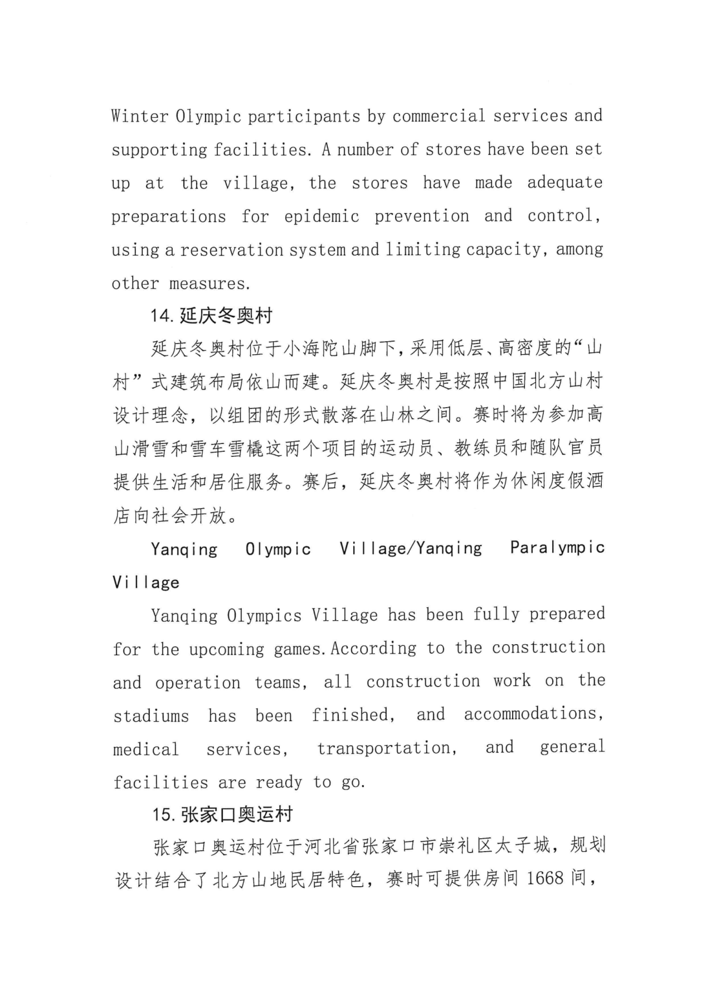 Winter Olympic participants by commercial services and
supporting facilities. A number of stores have been set
up at the village, the stores have made adequate
preparations for epidemic prevention and control,
using a reservation system and limiting capacity, among
other measures.
14. 延庆冬奥村
延庆冬奥村位于小海陀山脚下，采用低层、高密度的“山
村”式建筑布局依山而建。延庆冬奥村是按照中国北方山村
设计理念，以组团的形式散落在山林之间。赛时将为参加高
山滑雪和雪车雪橇这两个项目的运动员、教练员和随队官员
提供生活和居住服务。赛后，延庆冬奥村将作为休闲度假酒
店向社会开放。
Yanqing Olympic Village/Yanqing Paralympic
Village
Yanqing Olympics Village has been fully prepared
for the upcoming games.According to the construction
and operation teams, all construction work on the
stadiums has been finished, and accommodations,
medical services, transportation, and general
facilities are ready to go.
15. 张家口奥运村
张家口奥运村位于河北省张家口市崇礼区太子城，规划
设计结合了北方山地民居特色，赛时可提供房间 1668 间，